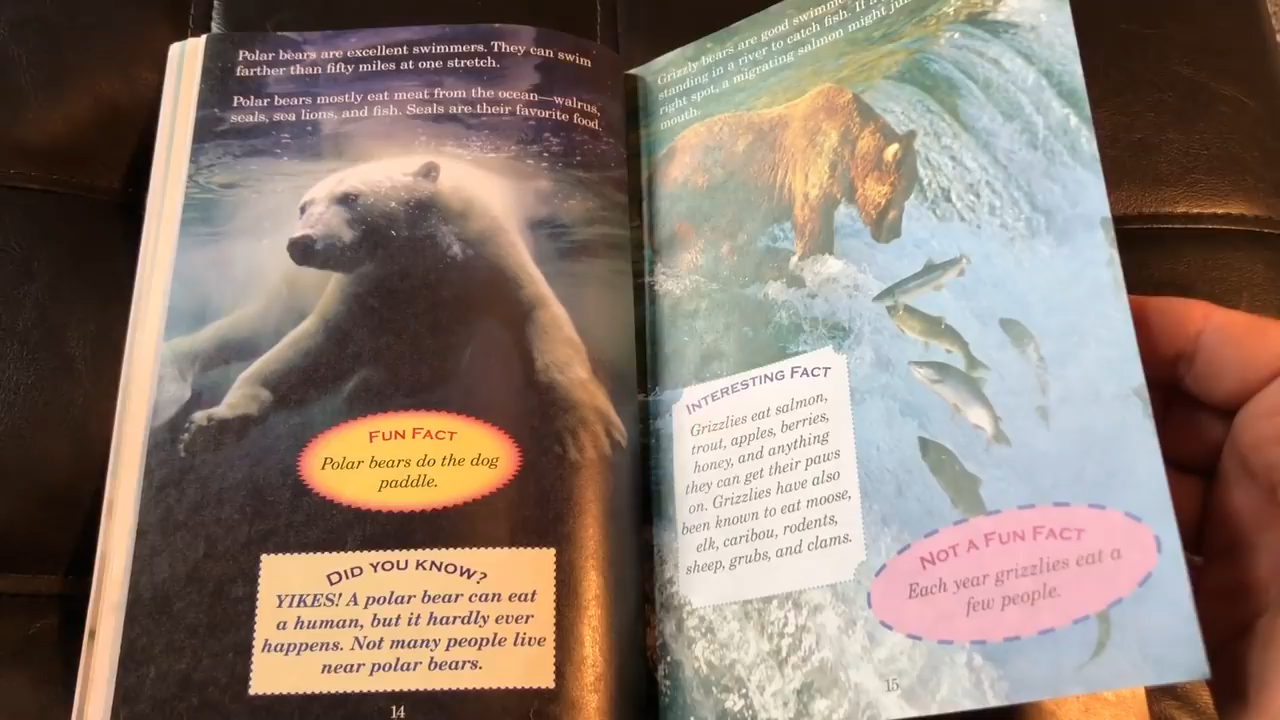 Polar bears are excellent swimmers. They can swim
farther than fifty miles at one stretch.
Polar bears mostly eat meat from the ocean—walrus,
seals, sea lions, and fish. Seals are their favorite food.
FUN FACT
Polar bears do the dog
paddle.
DID YOU KNOW?
YIKES! A polar bear can eat
a human, but it hardly ever
happens. Not many people live
near polar bears.
14
Grizzly bears are good
standing in a river to catch fish. If
right spot, a migrating salmon might
mouth.
INTERESTING FACT
Grizzlies eat salmon,
trout, apples, berries,
honey, and anything
they can get their paws
on. Grizzlies have also
been known to eat moose,
elk, caribou, rodents,
sheep, grubs, and clams.
NOT A FUN FACT
Each year grizzlies eat a
few people.
15